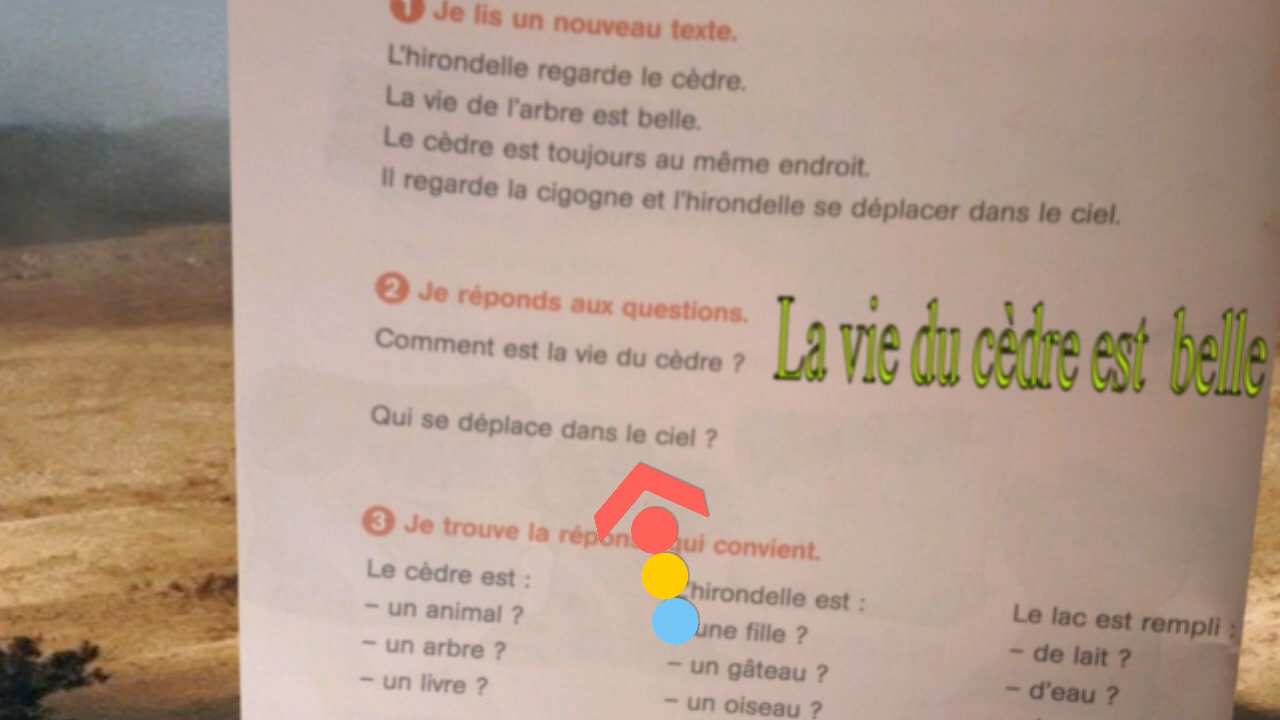 1 Je lis un nouveau texte.
L'hirondelle regarde le cèdre.
La vie de l'arbre est belle.
Le cèdre est toujours au même endroit.
Il regarde la cigogne et l'hirondelle se déplacer dans le ciel.
2 Je réponds aux questions.
Comment est la vie du cèdre ?
La vie du cèdre est belle
Qui se déplace dans le ciel ?
3 Je trouve la réponse qui convient.
Le cèdre est :
– un animal ?
– un arbre ?
– un livre ?
L'hirondelle est :
– une fille ?
– un gâteau ?
– un oiseau ?
Le lac est rempli :
– de lait ?
– d'eau ?